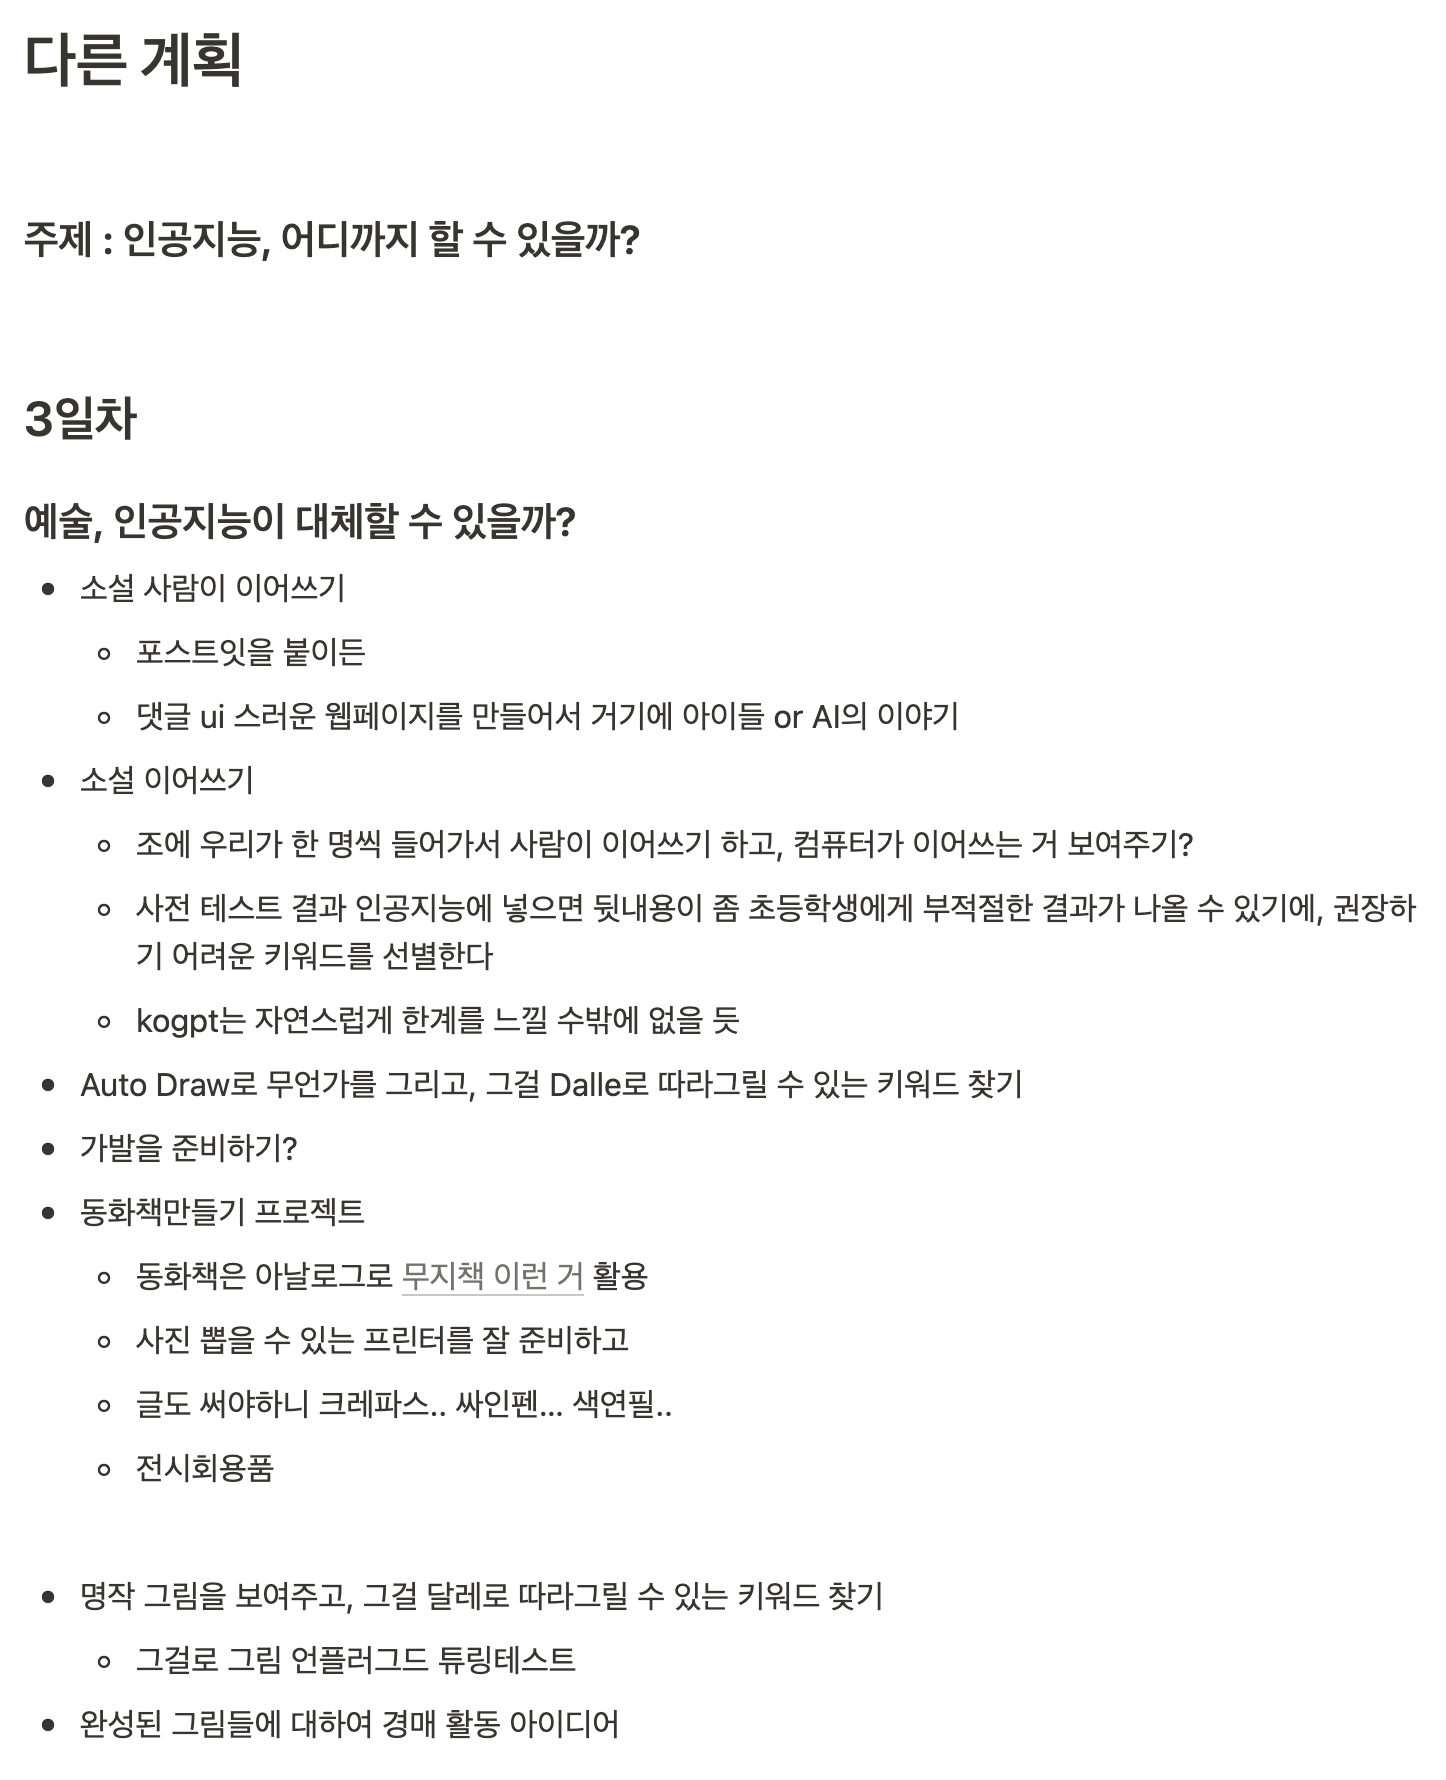 다른 계획
주제 : 인공지능, 어디까지 할 수 있을까?
3일차
예술, 인공지능이 대체할 수 있을까?
소설 사람이 이어쓰기
포스트잇을 붙이든
댓글 ui 스러운 웹페이지를 만들어서 거기에 아이들 or AI의 이야기
소설 이어쓰기
조에 우리가 한 명씩 들어가서 사람이 이어쓰기 하고, 컴퓨터가 이어쓰는 거 보여주기?
사전 테스트 결과 인공지능에 넣으면 뒷내용이 좀 초등학생에게 부적절한 결과가 나올 수 있기에, 권장하
기 어려운 키워드를 선별한다
kogpt는 자연스럽게 한계를 느낄 수밖에 없을 듯
Auto Draw로 무언가를 그리고, 그걸 Dalle로 따라그릴 수 있는 키워드 찾기
가발을 준비하기?
동화책만들기 프로젝트
동화책은 아날로그로 무지책 이런 거 활용
사진 뽑을 수 있는 프린터를 잘 준비하고
글도 써야하니 크레파스.. 싸인펜... 색연필..
전시회용품
명작 그림을 보여주고, 그걸 달레로 따라그릴 수 있는 키워드 찾기
그걸로 그림 언플러그드 튜링테스트
완성된 그림들에 대하여 경매 활동 아이디어